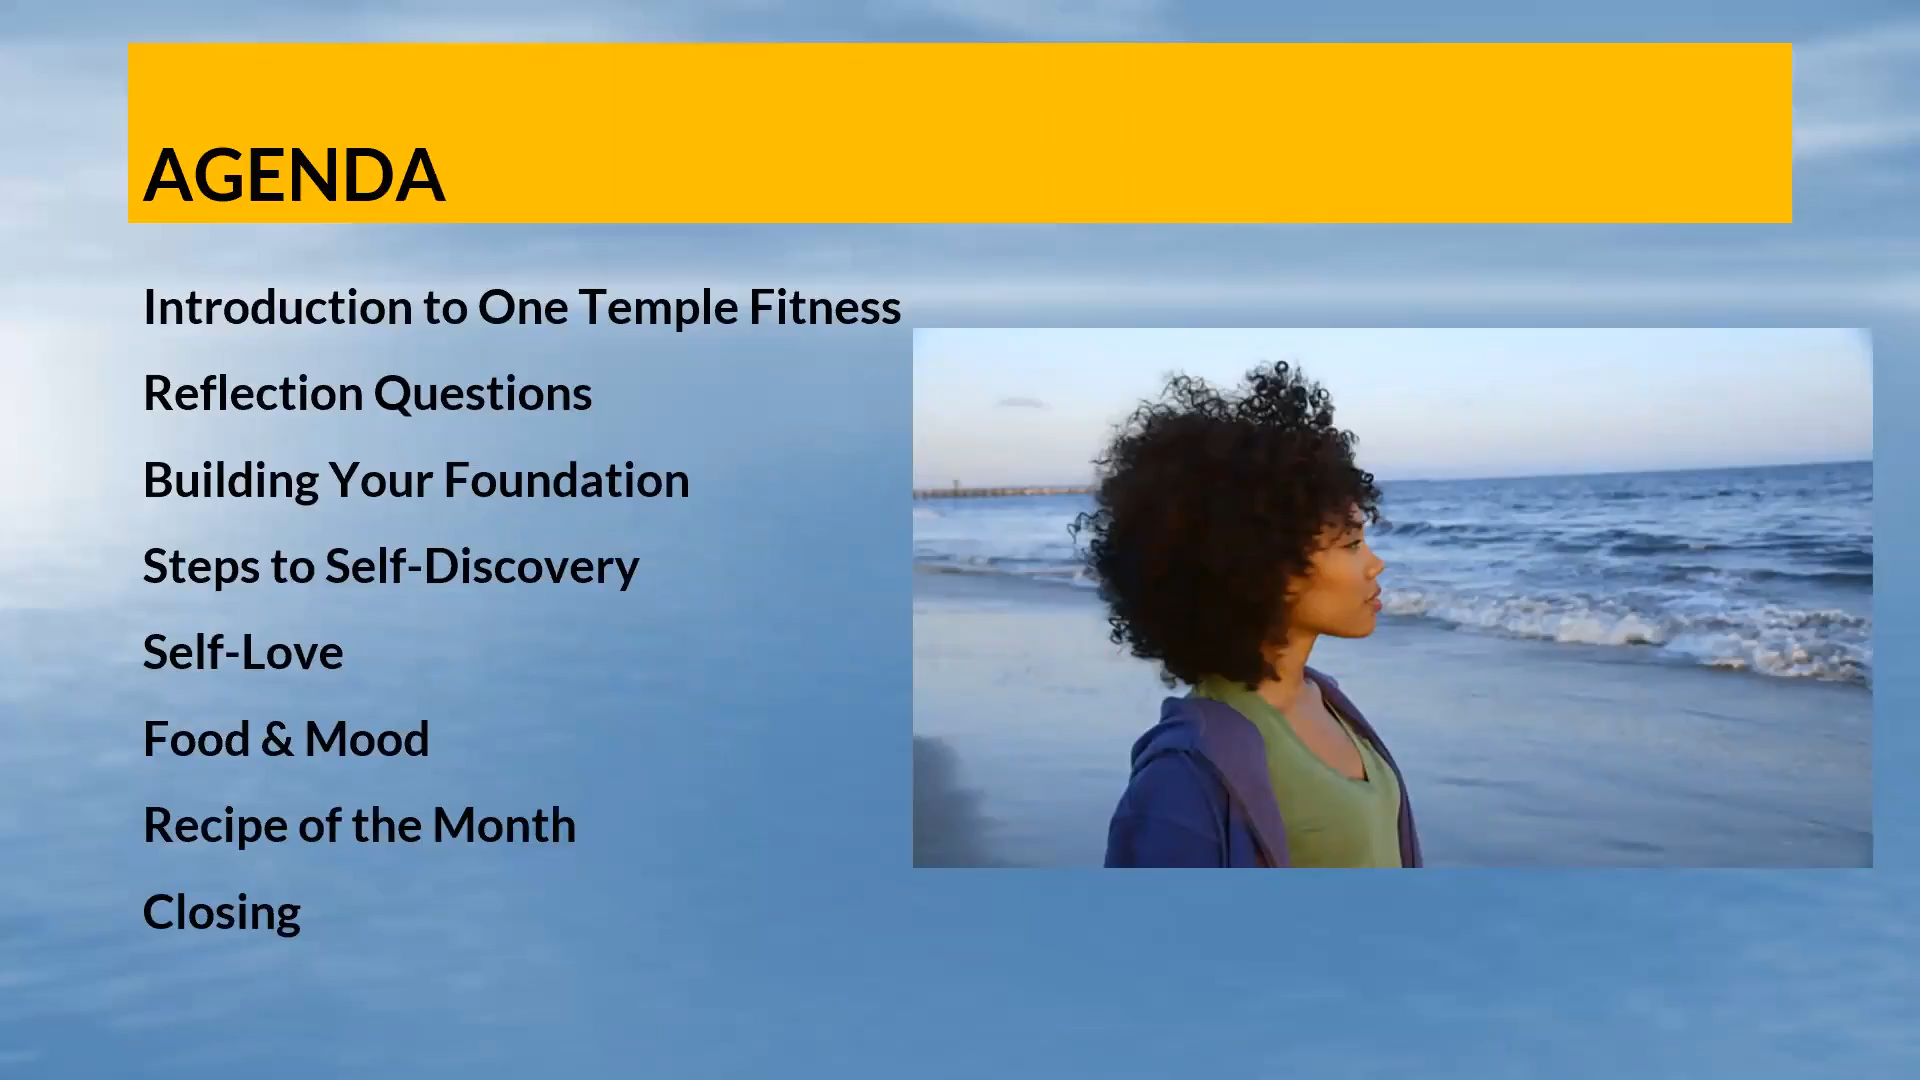 AGENDA
Introduction to One Temple Fitness
Reflection Questions
Building Your Foundation
Steps to Self-Discovery
Self-Love
Food & Mood
Recipe of the Month
Closing